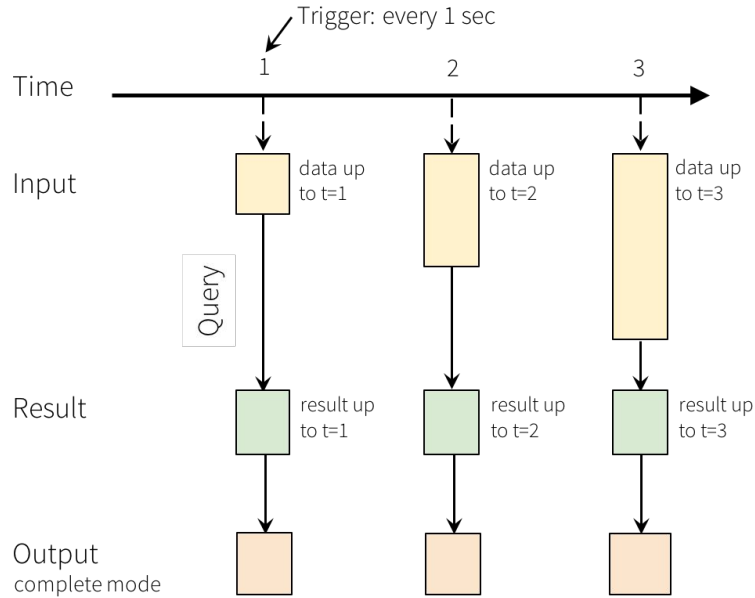 Trigger: every 1 sec
1 2 3
Time
Input
data up
to t=1
data up
to t=2
data up
to t=3
Query
Result
result up
to t=1
result up
to t=2
result up
to t=3
Output
complete mode